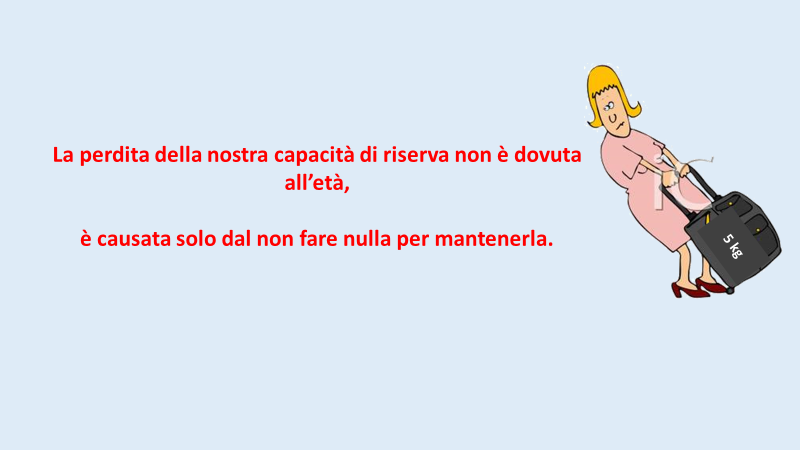 La perdita della nostra capacità di riserva non è dovuta
all’età,
è causata solo dal non fare nulla per mantenerla.
5 kg